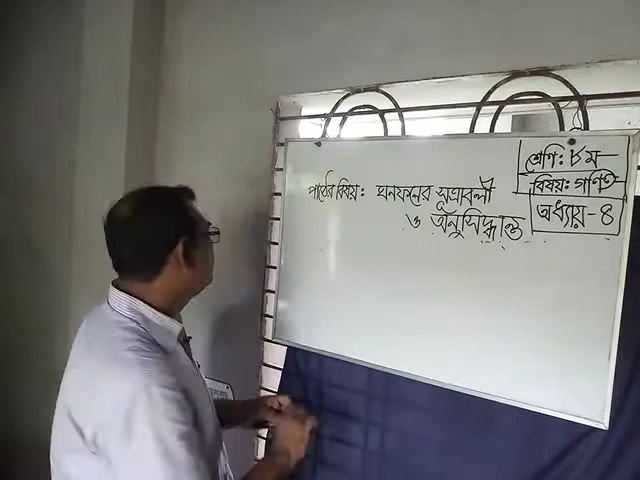 শ্রেণি: ৮ম
বিষয়: গণিত
অধ্যায়-৪
পাঠের বিষয়: ঘনফলের সূত্রাবলী
ও অনুসিদ্ধান্ত